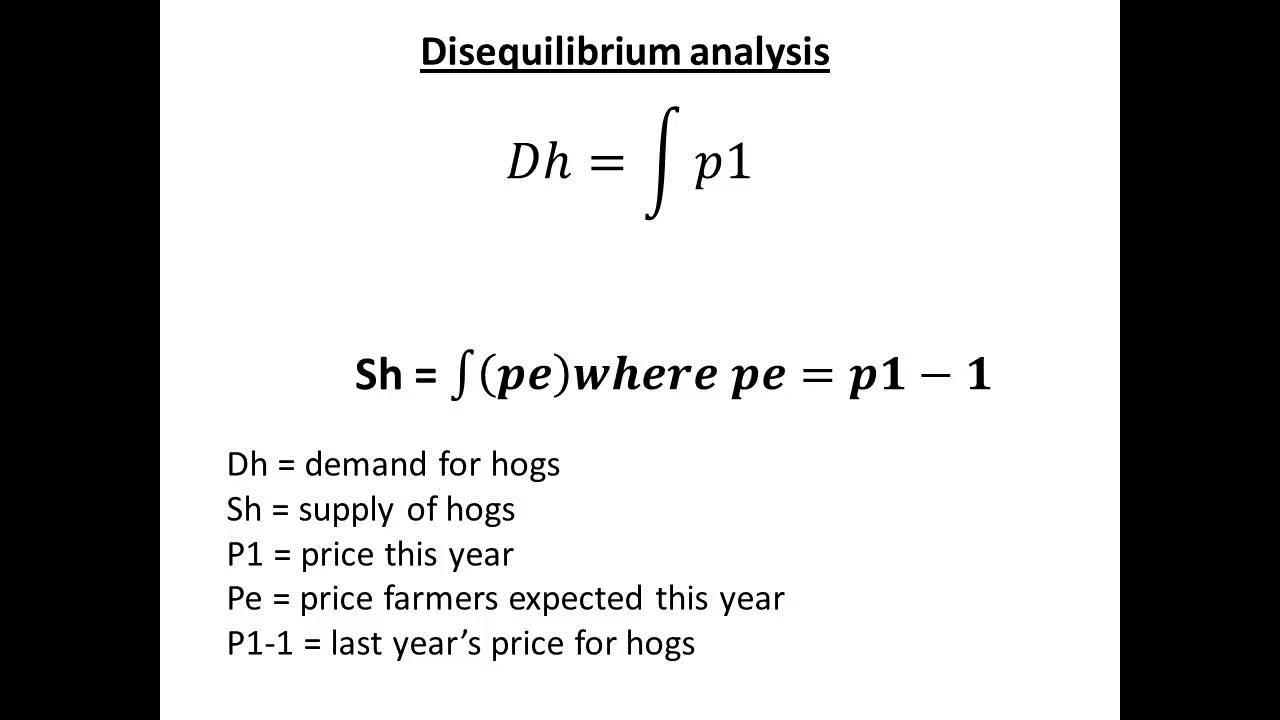 Disequilibrium analysis
Dh = ∫ p1
Sh = ∫(pe)where pe = p1 − 1
Dh = demand for hogs
Sh = supply of hogs
P1 = price this year
Pe = price farmers expected this year
P1-1 = last year’s price for hogs